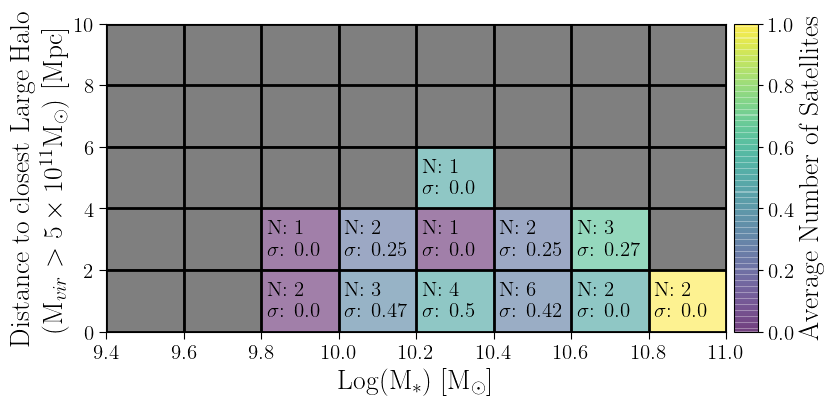 Distance to closest Large Halo
(M_vir > 5 × 10^11 M_⊙) [Mpc]
10
8
6
4
2
0
N: 1
σ: 0.0
N: 1
σ: 0.0
N: 2
σ: 0.25
N: 1
σ: 0.0
N: 2
σ: 0.25
N: 3
σ: 0.27
N: 2
σ: 0.0
N: 3
σ: 0.47
N: 4
σ: 0.5
N: 6
σ: 0.42
N: 2
σ: 0.0
N: 2
σ: 0.0
9.4 9.6 9.8 10.0 10.2 10.4 10.6 10.8 11.0
Log(M_*) [M_⊙]
1.0
0.8
0.6
0.4
0.2
0.0
Average Number of Satellites